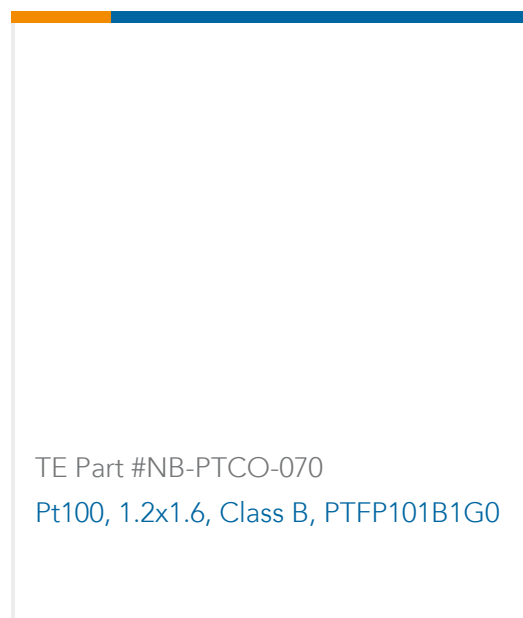 TE Part #NB-PTCO-070
Pt100, 1.2x1.6, Class B, PTFP101B1G0